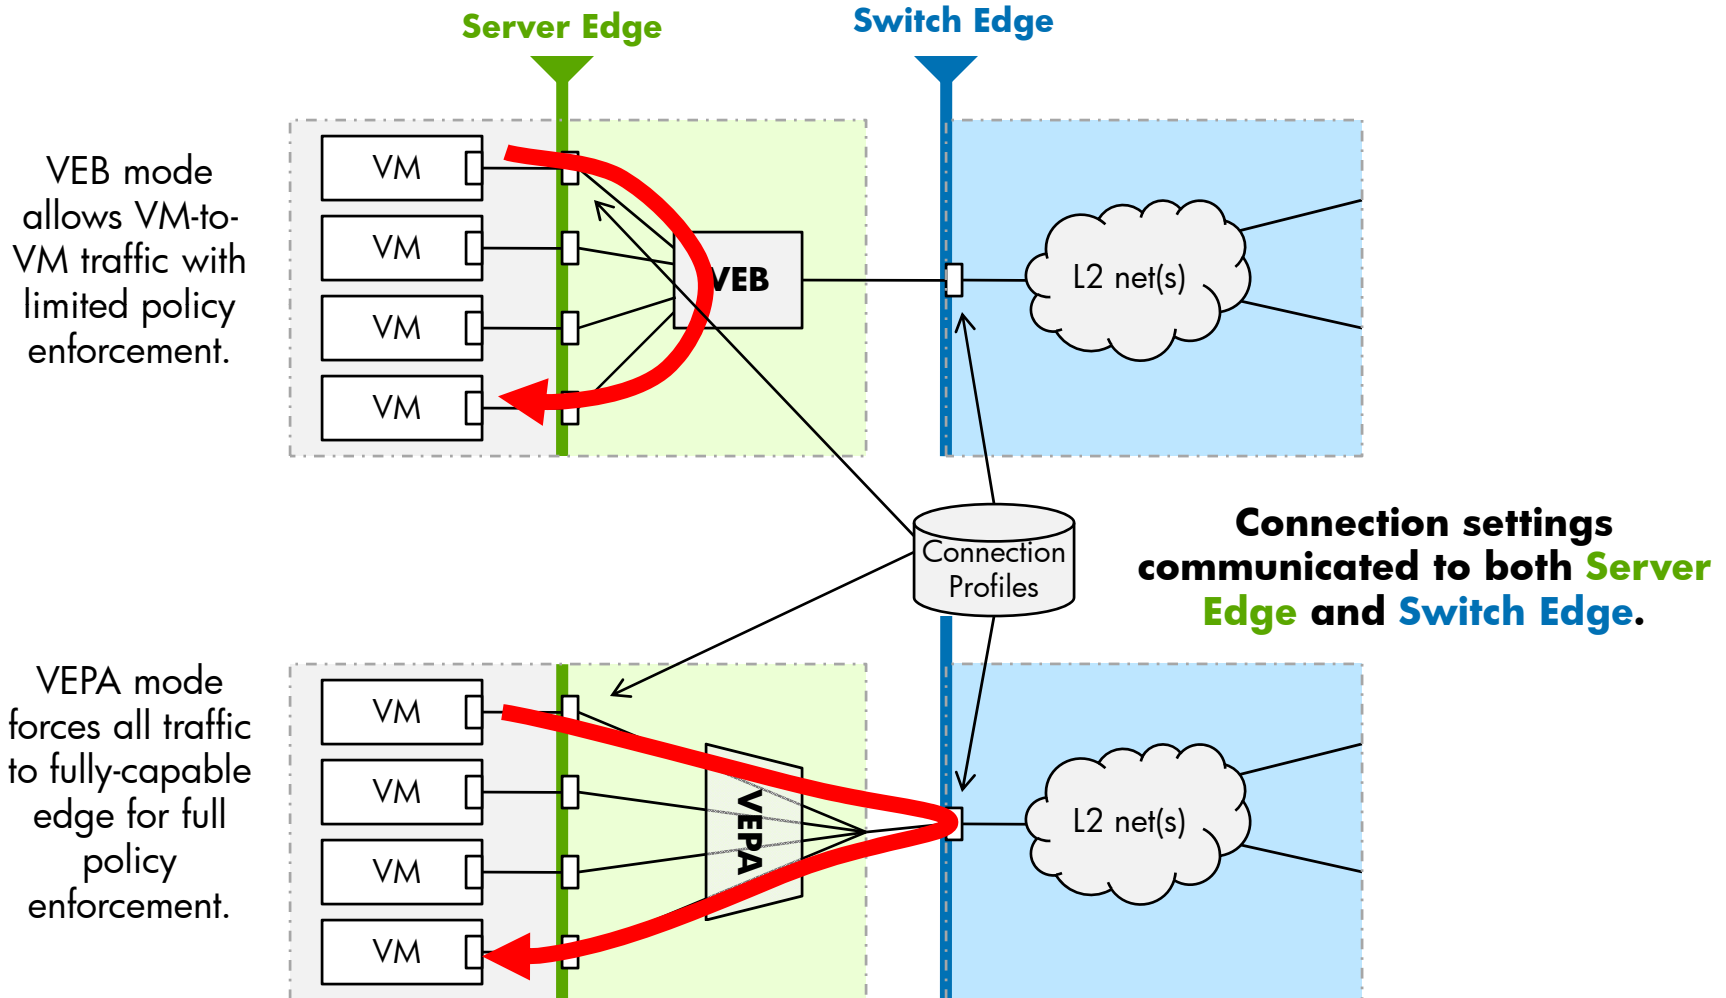 Server Edge
Switch Edge
VEB mode
allows VM-to-
VM traffic with
limited policy
enforcement.
VM
VM
VM
VM
VEB
L2 net(s)
Connection
Profiles
Connection settings
communicated to both Server
Edge and Switch Edge.
VEPA mode
forces all traffic
to fully-capable
edge for full
policy
enforcement.
VM
VM
VM
VM
VEPA
L2 net(s)